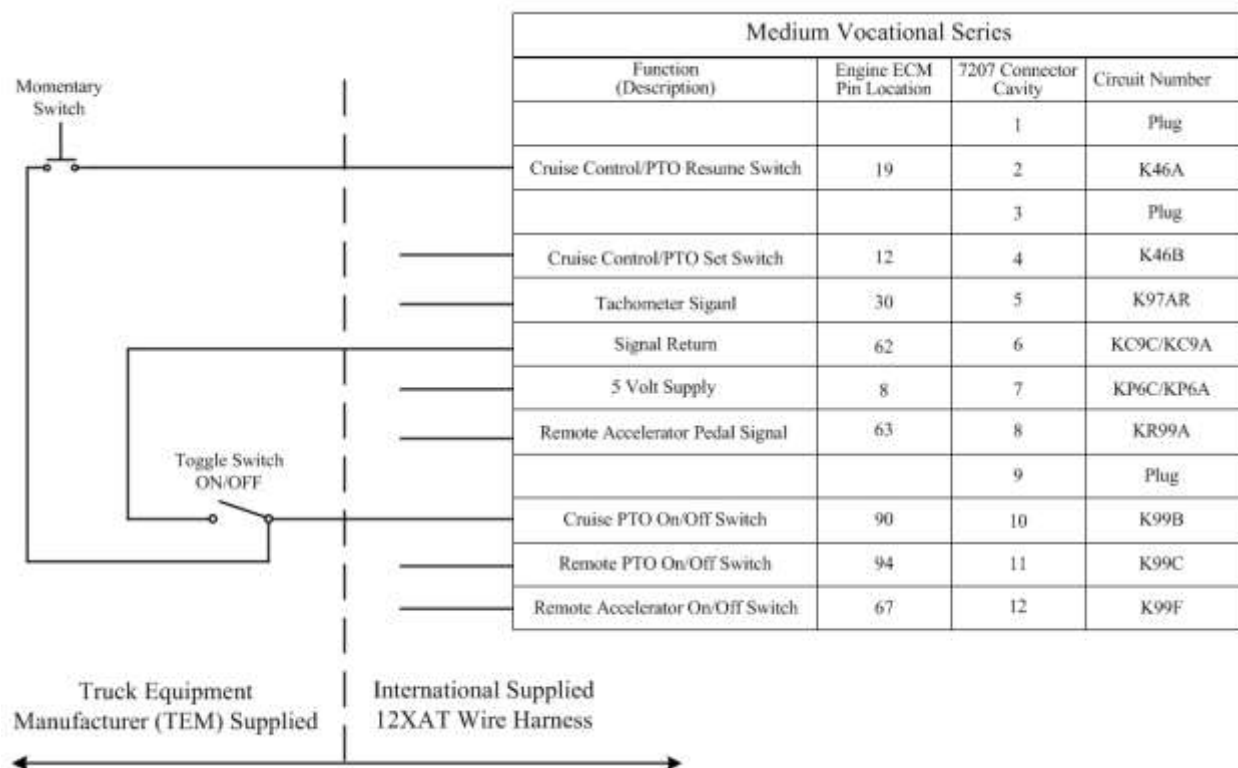 Medium Vocational Series
Function
(Description)
Engine ECM
Pin Location
7207 Connector
Cavity
Circuit Number
1 Plug
Cruise Control/PTO Resume Switch 19 2 K46A
3 Plug
Cruise Control/PTO Set Switch 12 4 K46B
Tachometer Siganl 30 5 K97AR
Signal Return 62 6 KC9C/KC9A
5 Volt Supply 8 7 KP6C/KP6A
Remote Accelerator Pedal Signal 63 8 KR99A
9 Plug
Cruise PTO On/Off Switch 90 10 K99B
Remote PTO On/Off Switch 94 11 K99C
Remote Accelerator On/Off Switch 67 12 K99F
Momentary
Switch
Toggle Switch
ON/OFF
Truck Equipment
Manufacturer (TEM) Supplied
International Supplied
12XAT Wire Harness